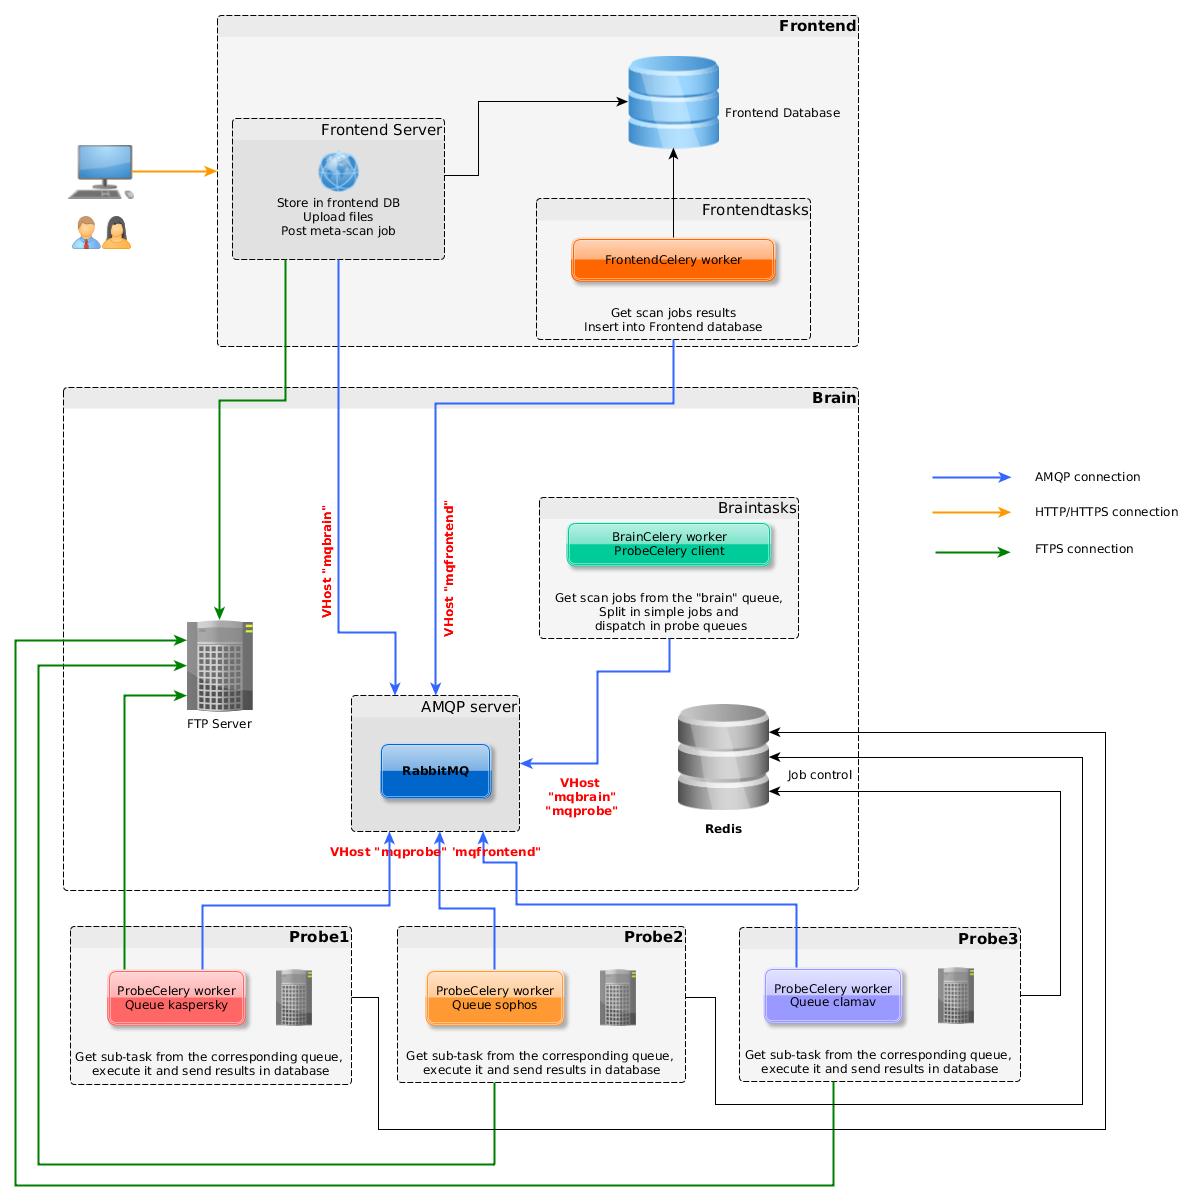 Frontend
Frontend Server
Store in frontend DB
Upload files
Post meta-scan job
Frontend Database
Frontendtasks
FrontendCelery worker
Get scan jobs results
Insert into Frontend database
Brain
AMQP connection
HTTP/HTTPS connection
FTPS connection
VHost "mqbrain"
VHost "mqfrontend"
Braintasks
BrainCelery worker
ProbeCelery client
Get scan jobs from the "brain" queue,
Split in simple jobs and
dispatch in probe queues
FTP Server
AMQP server
RabbitMQ
VHost
"mqbrain"
"mqprobe"
Job control
Redis
VHost "mqprobe" 'mqfrontend"
Probe1
ProbeCelery worker
Queue kaspersky
Get sub-task from the corresponding queue,
execute it and send results in database
Probe2
ProbeCelery worker
Queue sophos
Get sub-task from the corresponding queue,
execute it and send results in database
Probe3
ProbeCelery worker
Queue clamav
Get sub-task from the corresponding queue,
execute it and send results in database